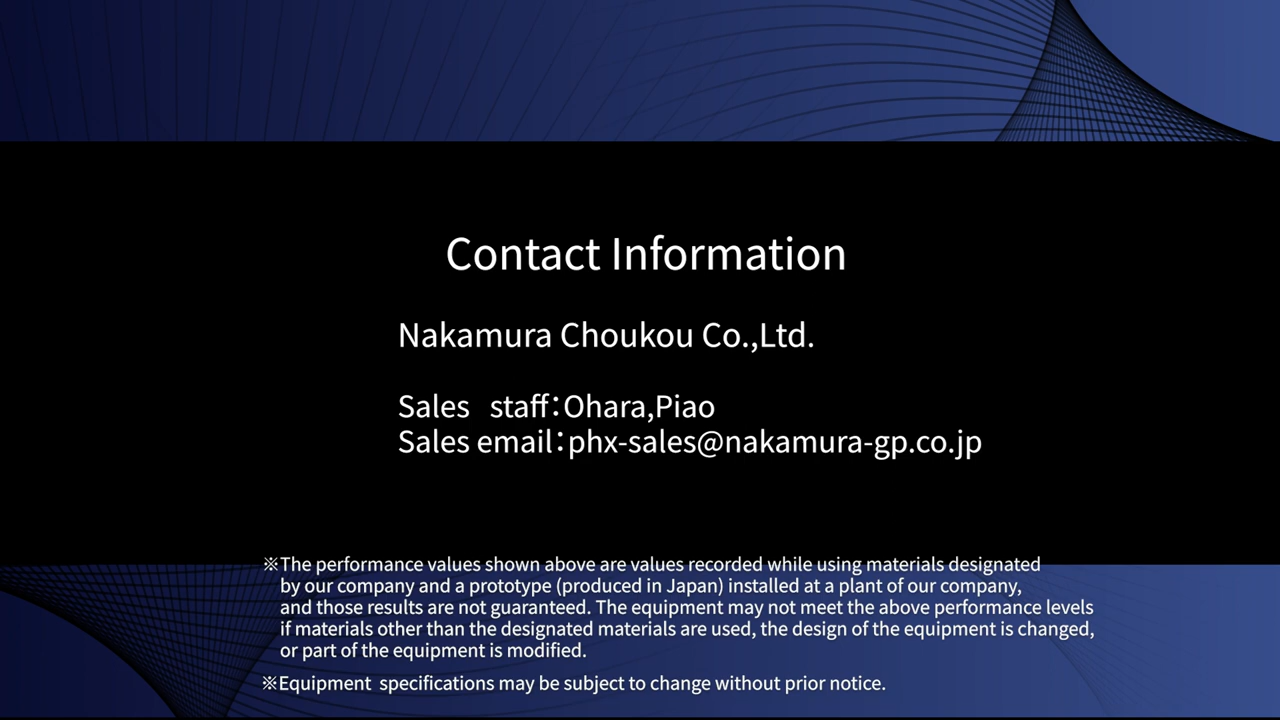 Contact Information
Nakamura Choukou Co.,Ltd.
Sales staff：Ohara,Piao
Sales email：phx-sales@nakamura-gp.co.jp
※The performance values shown above are values recorded while using materials designated
by our company and a prototype (produced in Japan) installed at a plant of our company,
and those results are not guaranteed. The equipment may not meet the above performance levels
if materials other than the designated materials are used, the design of the equipment is changed,
or part of the equipment is modified.
※Equipment specifications may be subject to change without prior notice.